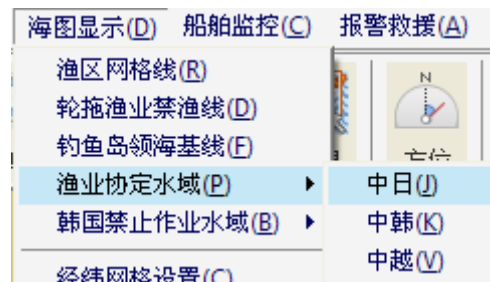 海图显示(D) 船舶监控(C) 报警救援(A)
渔区网格线(R)
轮拖渔业禁渔线(D)
钓鱼岛领海基线(F)
渔业协定水域(P)
韩国禁止作业水域(B)
经纬网格设置(C)
N
方位
中日(J)
中韩(K)
中越(V)